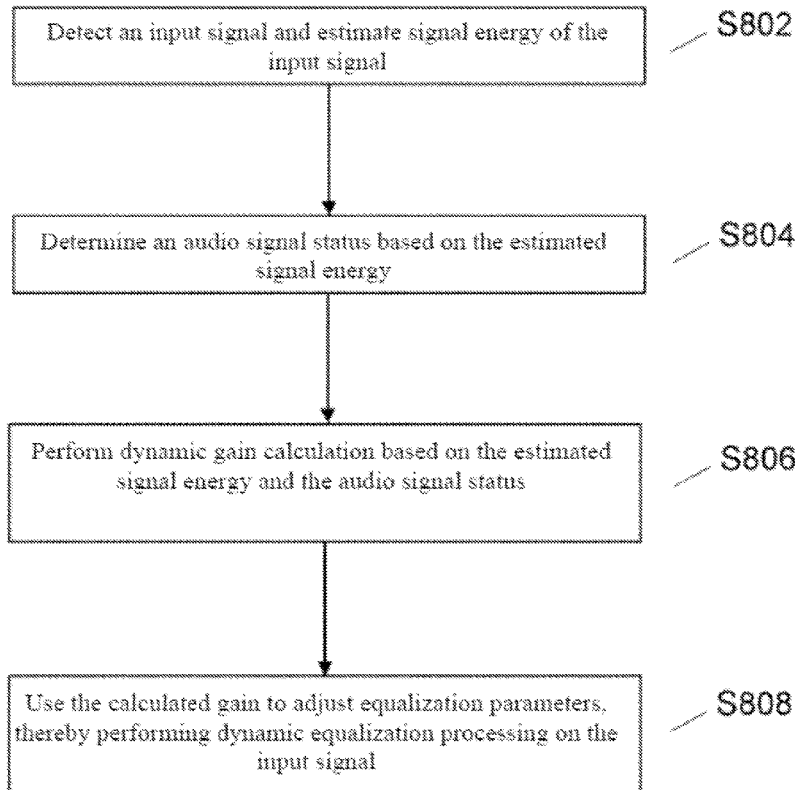 Detect an input signal and estimate signal energy of the
input signal
S802
Determine an audio signal status based on the estimated
signal energy
S804
Perform dynamic gain calculation based on the estimated
signal energy and the audio signal status
S806
Use the calculated gain to adjust equalization parameters,
thereby performing dynamic equalization processing on the
input signal
S808